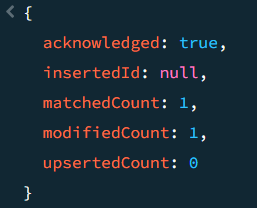 < {
acknowledged: true,
insertedId: null,
matchedCount: 1,
modifiedCount: 1,
upsertedCount: 0
}